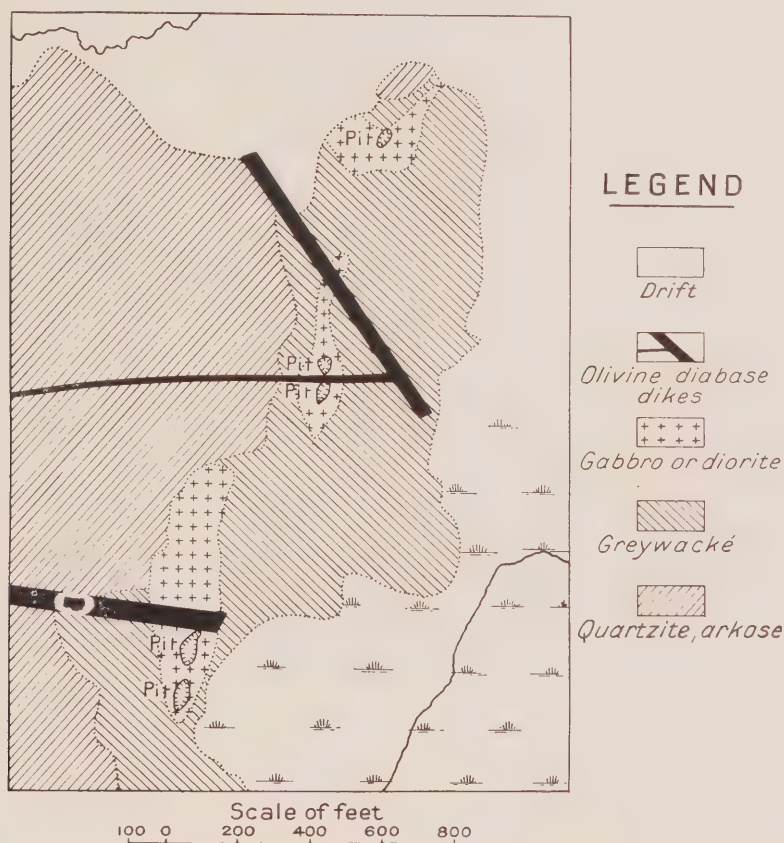 Pit
LEGEND
Drift
Pit
Pit
Olivine diabase
dikes
Gabbro or diorite
Greywacké
Quartzite, arkose
Pit
Pit
Scale of feet
100 0 200 400 600 800